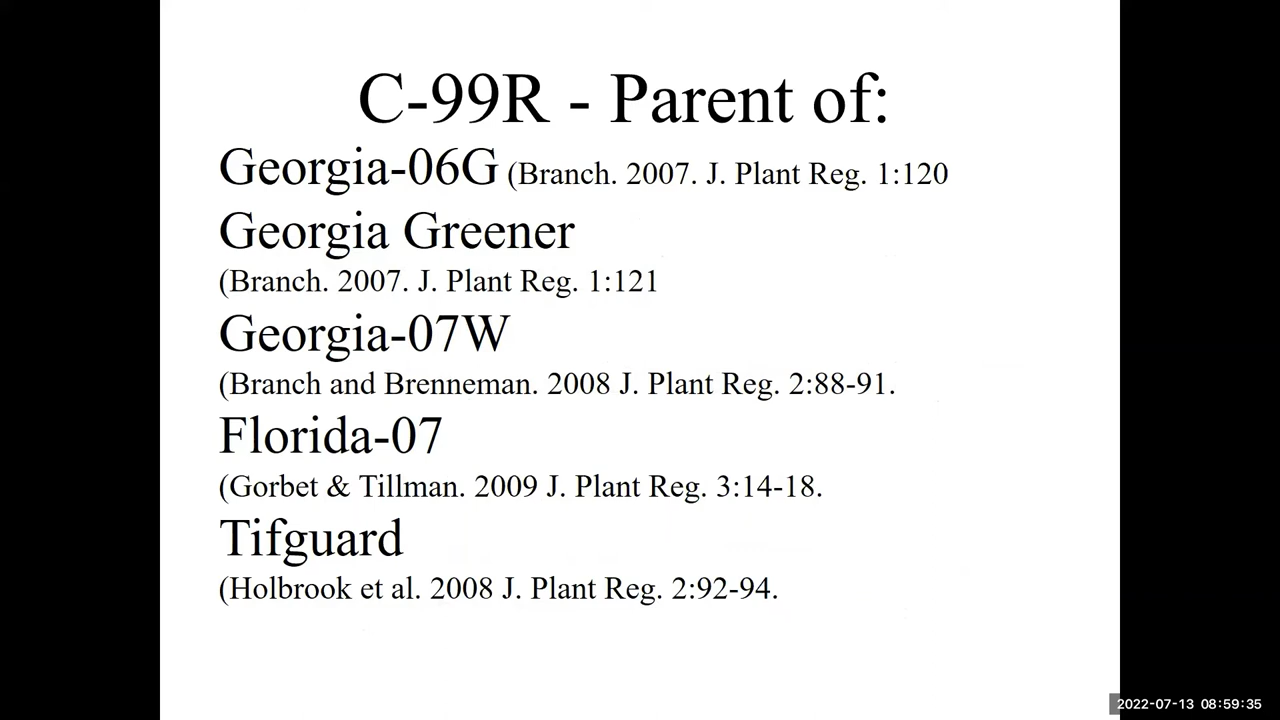 C-99R - Parent of:
Georgia-06G (Branch. 2007. J. Plant Reg. 1:120
Georgia Greener
(Branch. 2007. J. Plant Reg. 1:121
Georgia-07W
(Branch and Brenneman. 2008 J. Plant Reg. 2:88-91.
Florida-07
(Gorbet & Tillman. 2009 J. Plant Reg. 3:14-18.
Tifguard
(Holbrook et al. 2008 J. Plant Reg. 2:92-94.
2022-07-13 08:59:35